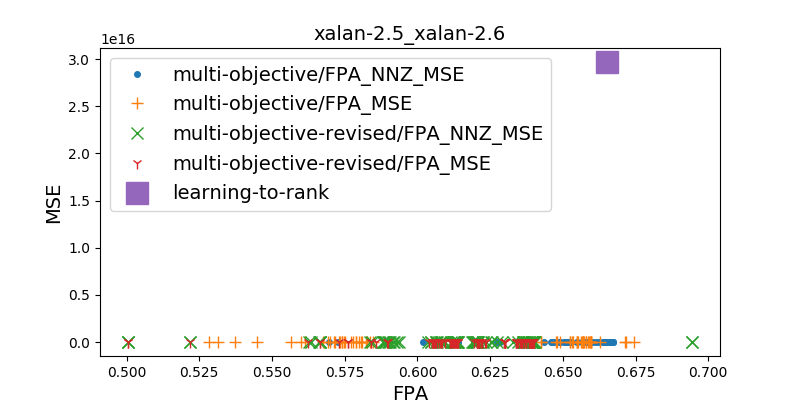 xalan-2.5_xalan-2.6
1e16
3.0
2.5
2.0
1.5
1.0
0.5
0.0
MSE
multi-objective/FPA_NNZ_MSE
multi-objective/FPA_MSE
multi-objective-revised/FPA_NNZ_MSE
multi-objective-revised/FPA_MSE
learning-to-rank
0.500 0.525 0.550 0.575 0.600 0.625 0.650 0.675 0.700
FPA